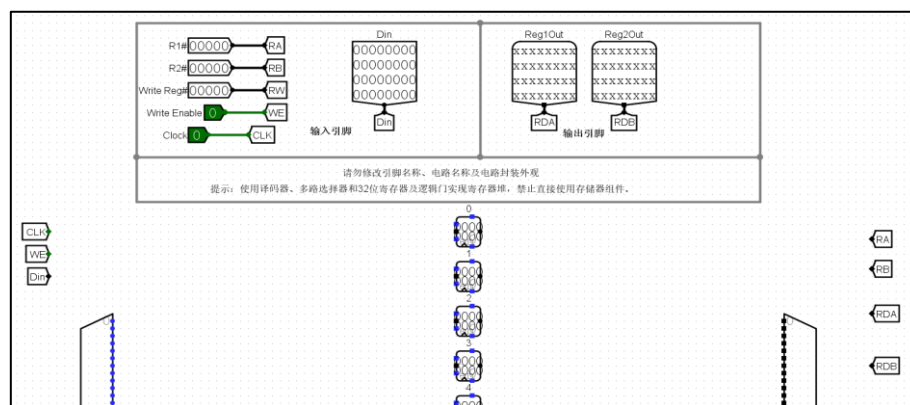 Din
Reg1Out
Reg2Out
R1#
00000
RA
R2#
00000
RB
Write Reg#
00000
RW
Write Enable
0
WE
Clock
0
CLK
00000000
00000000
00000000
00000000
Din
xxxxxxxx
xxxxxxxx
xxxxxxxx
xxxxxxxx
RDA
xxxxxxxx
xxxxxxxx
xxxxxxxx
xxxxxxxx
RDB
输入引脚
输出引脚
请勿修改引脚名称、电路名称及电路封装外观
提示：使用译码器、多路选择器和32位寄存器及逻辑门实现寄存器堆，禁止直接使用存储器组件。
0
CLK
WE
Din
1
2
3
4
RA
RB
RDA
RDB
0
0